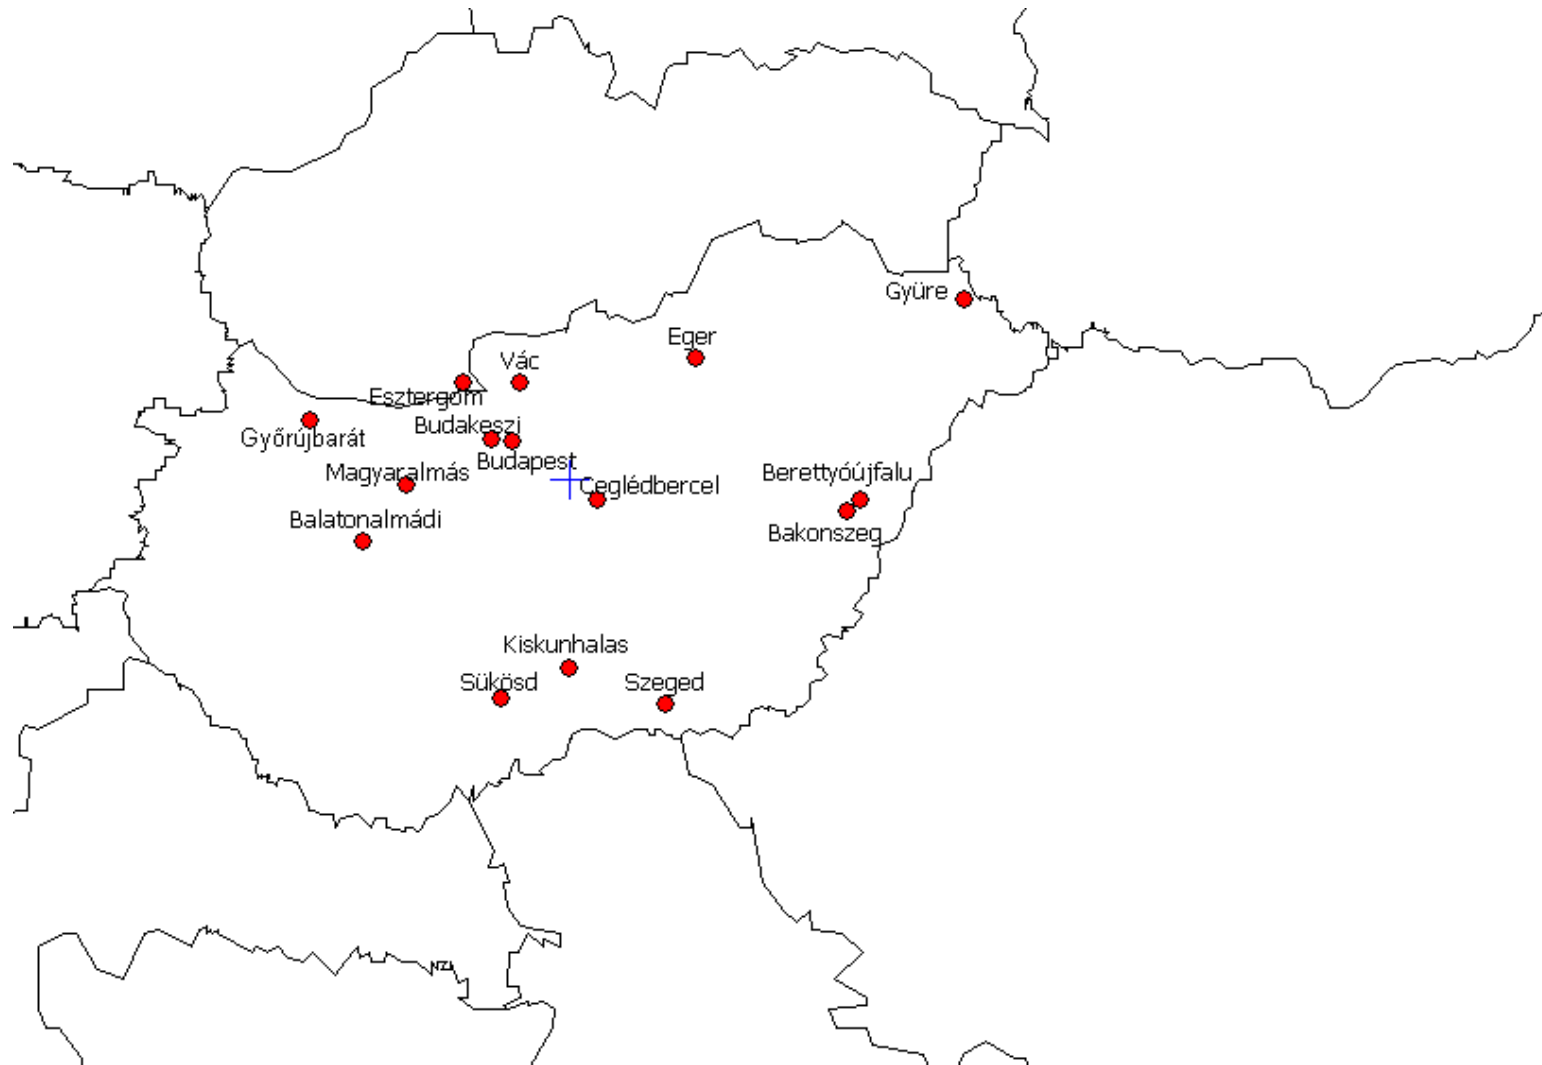 Gyüre
Eger
Vác
Esztergom
Budakeszi
Győrújbarát
Budapest
Magyaralmás
Ceglédbercel
Berettyóújfalu
Balatonalmádi
Bakonszeg
Kiskunhalas
Sükösd
Szeged